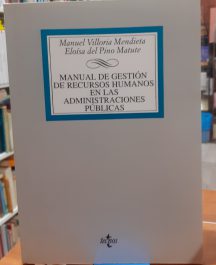 Manuel Villoria Mendieta
Eloísa del Pino Matute
MANUAL DE GESTIÓN
DE RECURSOS HUMANOS
EN LAS
ADMINISTRACIONES
PÚBLICAS
tecnos